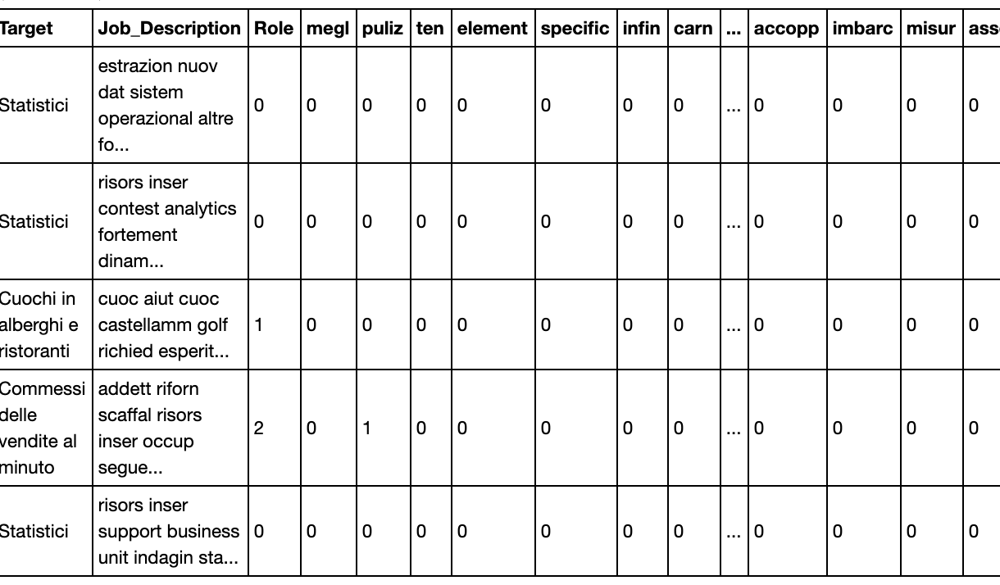 Target Job_Description Role megl puliz ten element specific infin carn ... accopp imbarc misur ass
estrazion nuov
dat sistem
Statistici 0 0 0 0 0 0 0 0 ... 0 0 0 0
operazional altre
fo...
risors inser
contest analytics
Statistici 0 0 0 0 0 0 0 0 ... 0 0 0 0
fortement
dinam...
Cuochi in cuoc aiut cuoc
alberghi e castellamm golf 1 0 0 0 0 0 0 0 ... 0 0 0 0
ristoranti richied esperit...
Commessi addett riforn
delle scaffal risors
2 0 1 0 0 0 0 0 ... 0 0 0 0
vendite al inser occup
minuto segue...
risors inser
Statistici support business 0 0 0 0 0 0 0 0 ... 0 0 0 0
unit indagin sta...